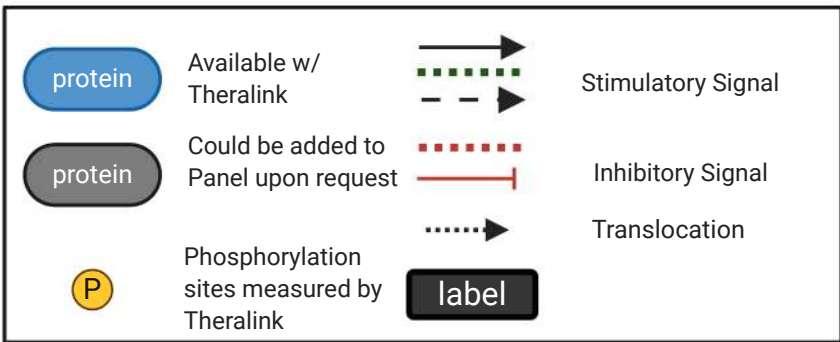 protein
Available w/
Theralink
Stimulatory Signal
protein
Could be added to
Panel upon request
Inhibitory Signal
Translocation
P
Phosphorylation
sites measured by
Theralink
label